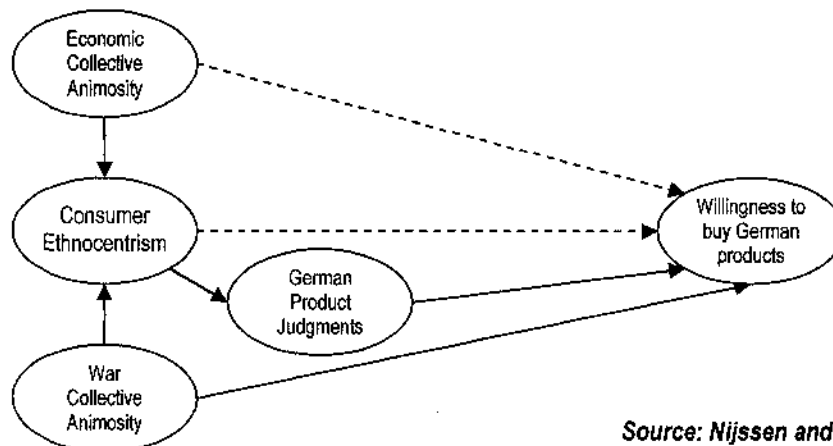 Economic
Collective
Animosity
Consumer
Ethnocentrism
Willingness to
buy German
products
German
Product
Judgments
War
Collective
Animosity
Source: Nijssen and